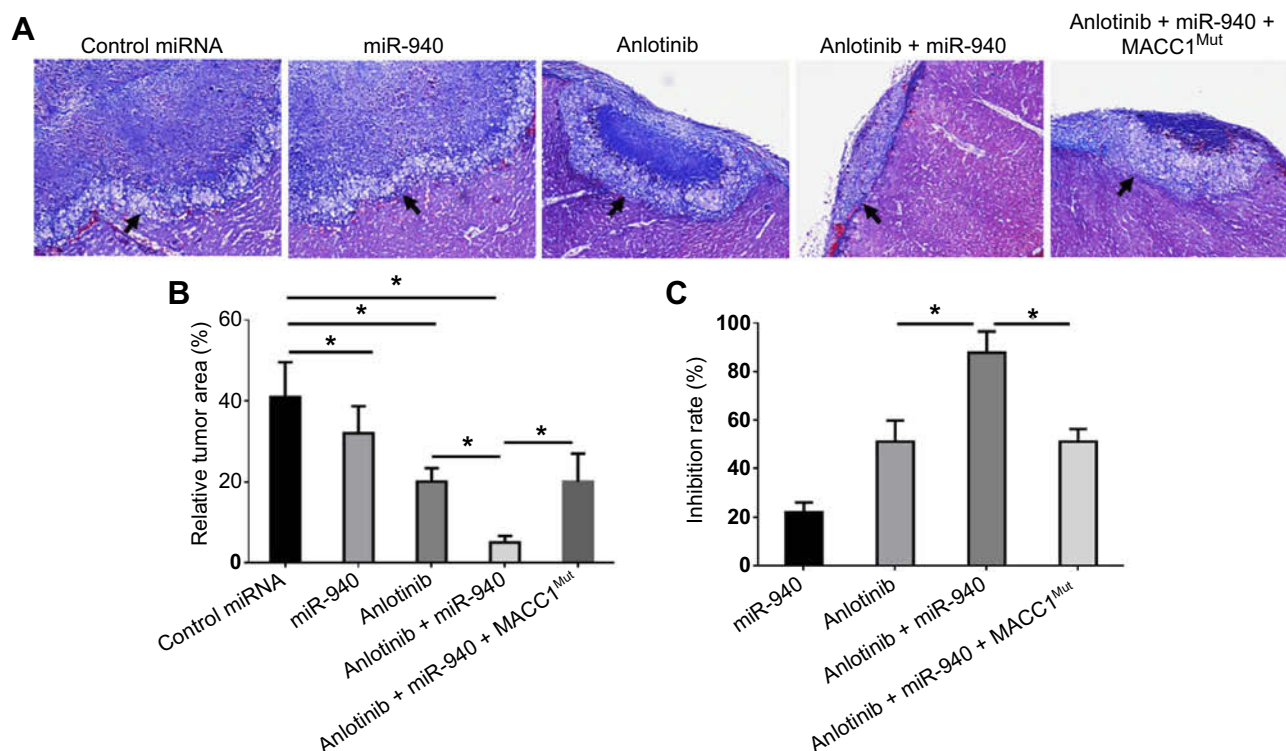 A
Control miRNA
miR-940
Anlotinib
Anlotinib + miR-940
Anlotinib + miR-940 +
MACC1Mut
B
Relative tumor area (%)
60
40
20
0
*
*
*
*
*
Control miRNA
miR-940
Anlotinib
Anlotinib + miR-940
Anlotinib + miR-940 + MACC1Mut
C
Inhibition rate (%)
100
80
60
40
20
0
*
*
miR-940
Anlotinib
Anlotinib + miR-940
Anlotinib + miR-940 + MACC1Mut